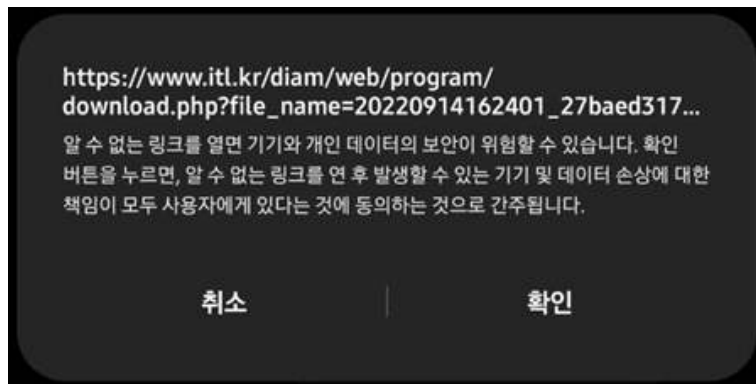 https://www.itl.kr/diam/web/program/
download.php?file_name=20220914162401_27baed317...
알 수 없는 링크를 열면 기기와 개인 데이터의 보안이 위험할 수 있습니다. 확인
버튼을 누르면, 알 수 없는 링크를 연 후 발생할 수 있는 기기 및 데이터 손상에 대한
책임이 모두 사용자에게 있다는 것에 동의하는 것으로 간주됩니다.
취소 확인